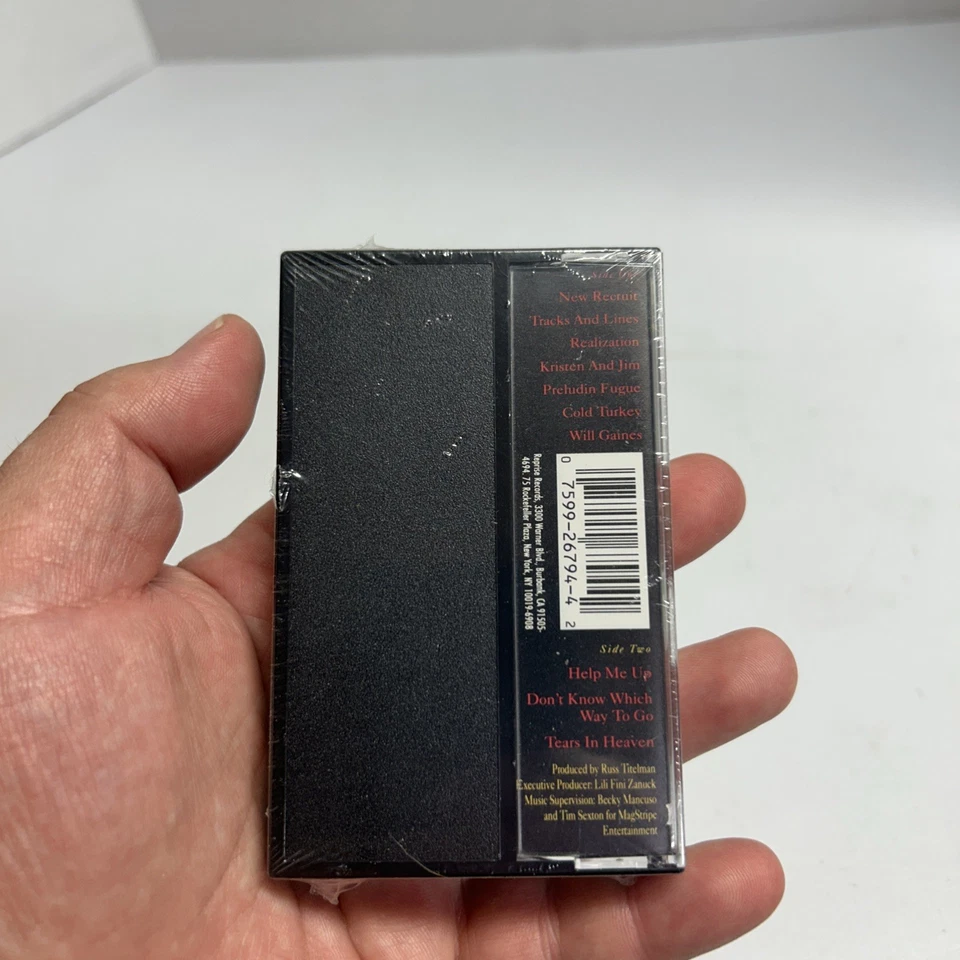 Side One
New Recruit
Tracks And Lines
Realization
Kristen And Jim
Preludin Fugue
Cold Turkey
Will Gaines
Reprise Records, 3300 Warner Blvd., Burbank, CA 91505-
4694. 75 Rockefeller Plaza, New York, NY 10019-6908
0 7599-26794-4 2
Side Two
Help Me Up
Don't Know Which
Way To Go
Tears In Heaven
Produced by Russ Titelman
Executive Producer: Lili Fini Zanuck
Music Supervision: Becky Mancuso
and Tim Sexton for MagStripe
Entertainment